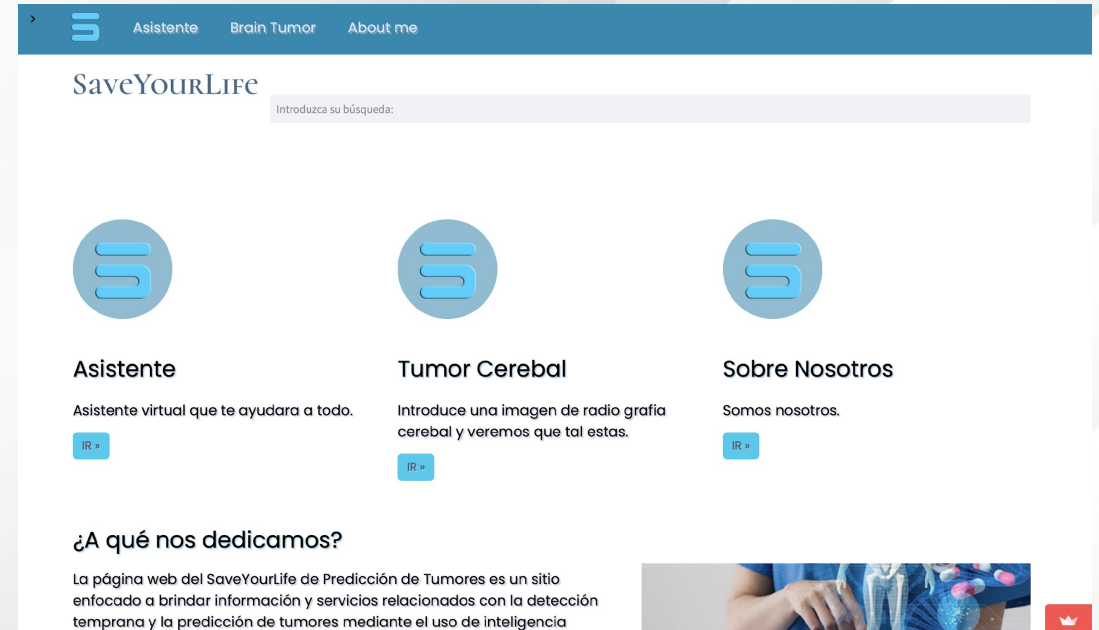 Asistente Brain Tumor About me
SaveYourLife
Introduzca su búsqueda:
Asistente
Asistente virtual que te ayudara a todo.
IR »
Tumor Cerebal
Introduce una imagen de radio grafia
cerebal y veremos que tal estas.
IR »
Sobre Nosotros
Somos nosotros.
IR »
¿A qué nos dedicamos?
La página web del SaveYourLife de Predicción de Tumores es un sitio
enfocado a brindar información y servicios relacionados con la detección
temprana y la predicción de tumores mediante el uso de inteligencia